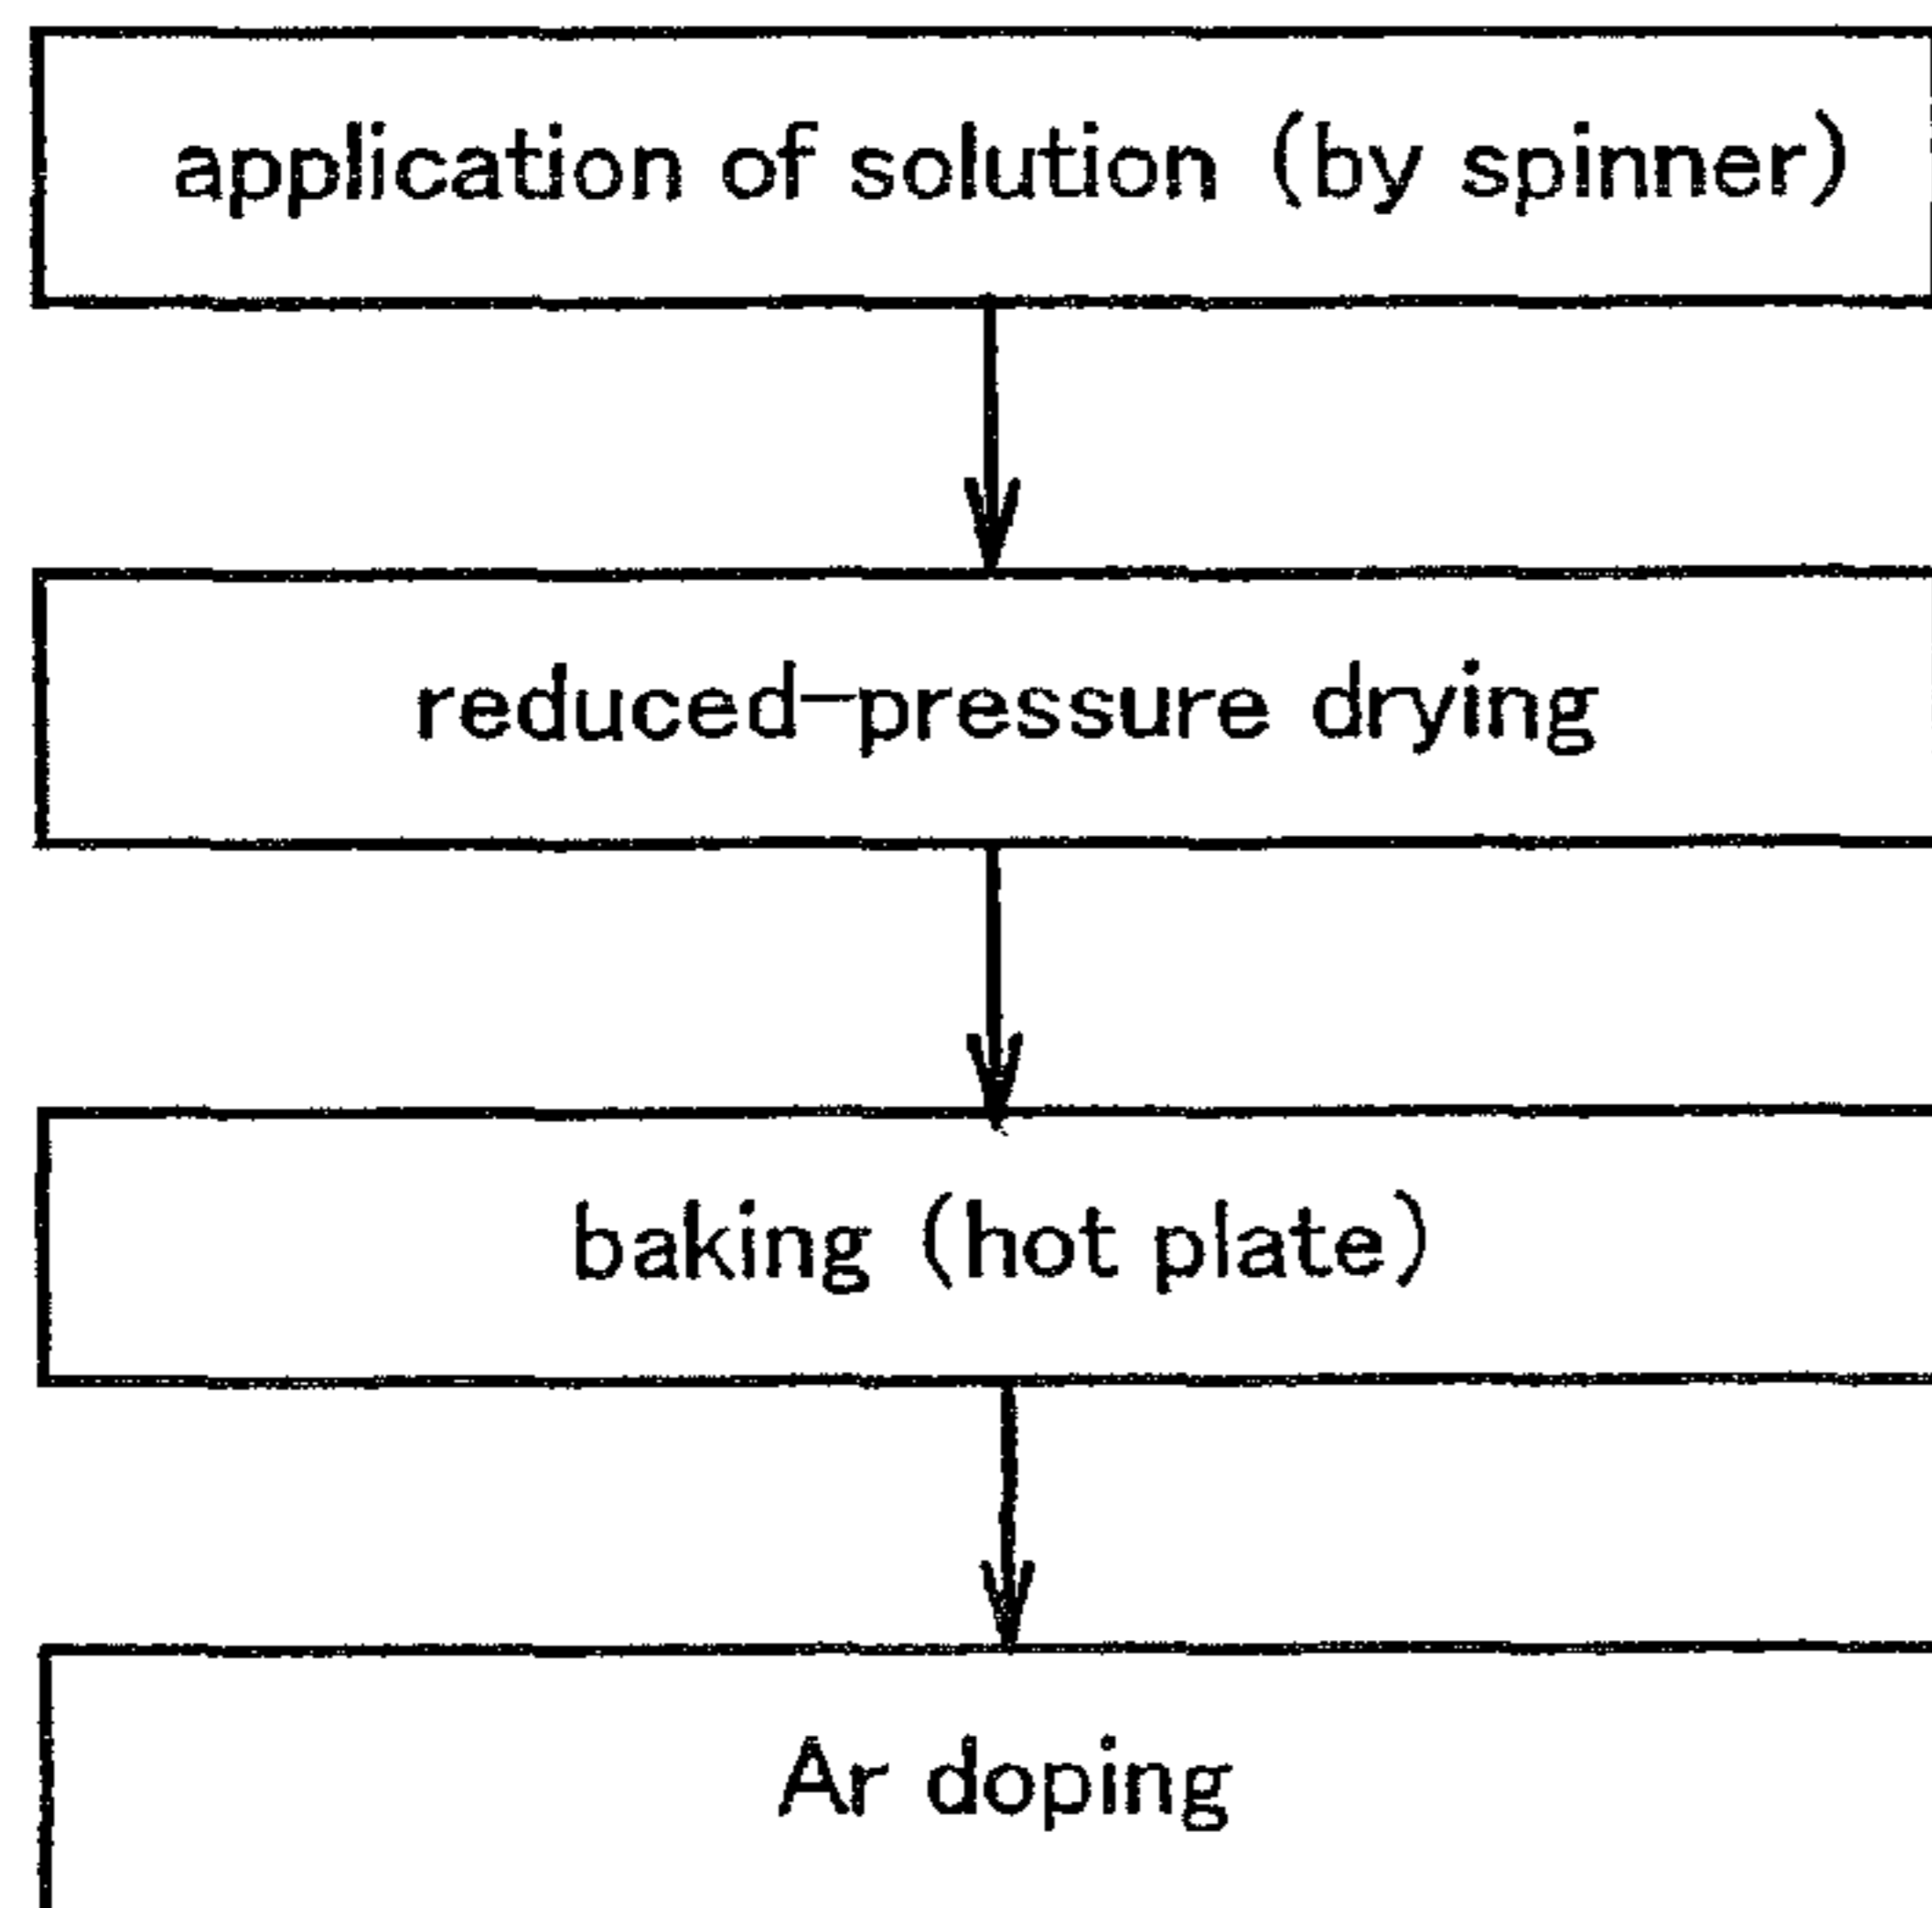 application of solution (by spinner)
reduced-pressure drying
baking (hot plate)
Ar doping